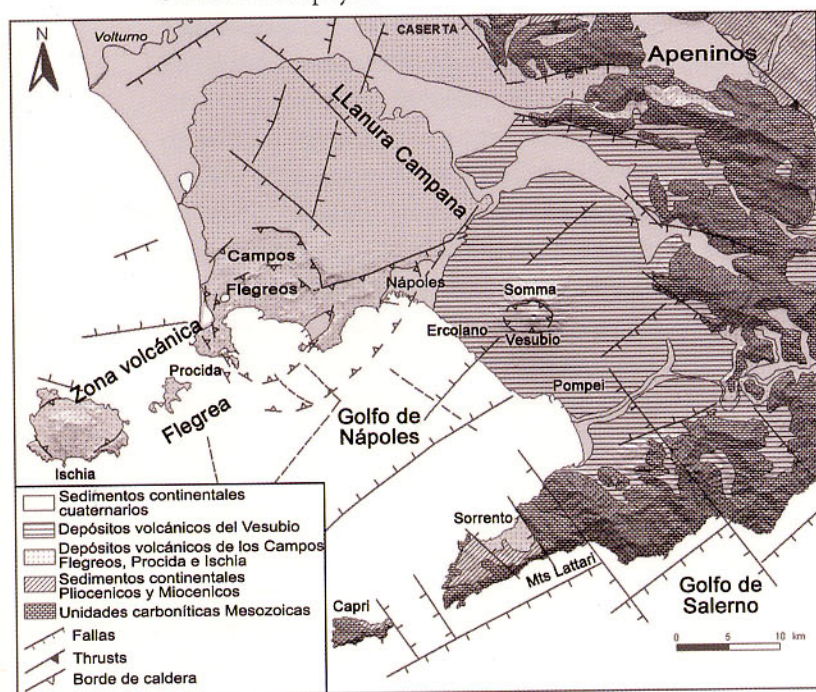 N
Volturno
CASERTA
Apeninos
LLanura Campana
Campos
Flegreos
Nápoles
Somma
Vesubio
Ercolano
Zona volcánica
Flegrea
Procida
Pompei
Golfo de
Nápoles
Ischia
Sorrento
Mts Lattari
Golfo de
Salerno
Capri
0 5 10 km
Sedimentos continentales
cuaternarios
Depósitos volcánicos del Vesubio
Depósitos volcánicos de los Campos
Flegreos, Procida e Ischia
Sedimentos continentales
Pliocenicos y Miocenicos
Unidades carboníticas Mesozoicas
Fallas
Thrusts
Borde de caldera